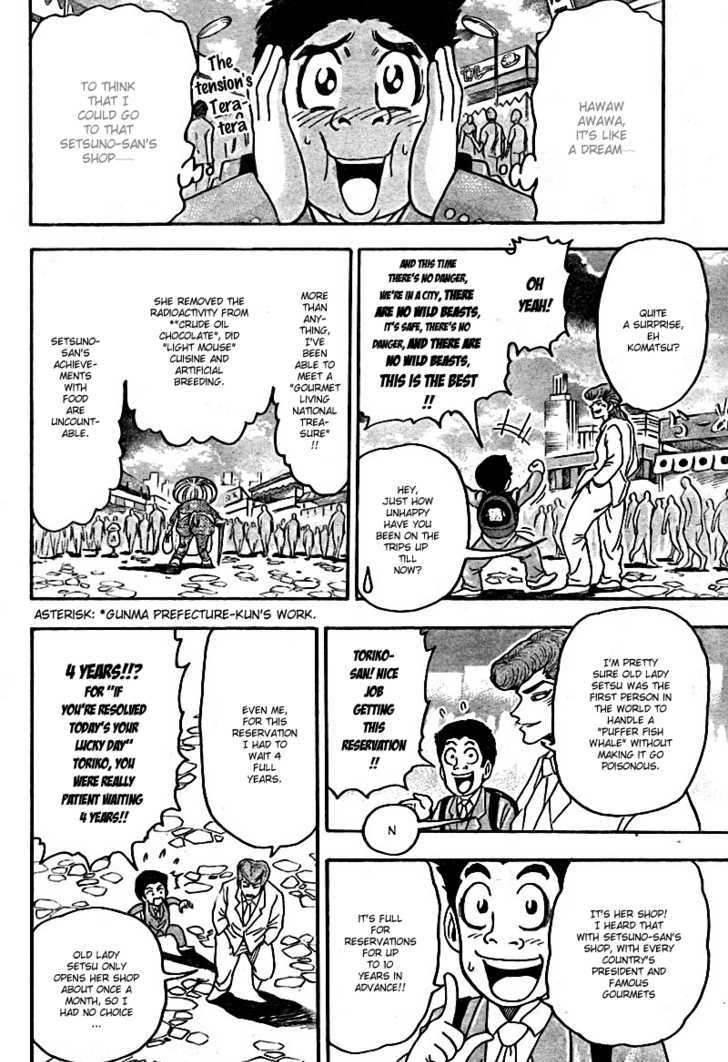 HAWAW
AWAWA,
IT'S LIKE
A DREAM
The
tension's
Tera-
tera
TO THINK
THAT I
COULD GO
TO THAT
SETSUNO-SAN'S
SHOP
QUITE
A SURPRISE,
EH
KOMATSU?
OH
YEAH!
AND THIS TIME
THERE'S NO DANGER,
WE'RE IN A CITY, THERE
ARE NO WILD BEASTS,
IT'S SAFE, THERE'S NO
DANGER, AND THERE ARE
NO WILD BEASTS,
THIS IS THE BEST
!!
HEY,
JUST HOW
UNHAPPY
HAVE YOU
BEEN ON THE
TRIPS UP
TILL
NOW?
MORE
THAN
ANY-
THING,
I'VE
BEEN
ABLE TO
MEET A
"GOURMET
LIVING
NATIONAL
TREA-
SURE"
!!
SHE REMOVED THE
RADIOACTIVITY FROM
*"CRUDE OIL
CHOCOLATE", DID
"LIGHT MOUSE"
CUISINE AND
ARTIFICIAL
BREEDING.
SETSUNO-
SAN'S
ACHIEVE-
MENTS
WITH
FOOD
ARE
UNCOUNT-
ABLE.
ASTERISK: *GUNMA PREFECTURE-KUN'S WORK.
I'M PRETTY
SURE OLD LADY
SETSU WAS THE
FIRST PERSON IN
THE WORLD TO
HANDLE A
"PUFFER FISH
WHALE" WITHOUT
MAKING IT GO
POISONOUS.
TORIKO-
SAN! NICE
JOB
GETTING
THIS
RESERVATION
!!
N
IT'S HER SHOP!
I HEARD THAT
WITH SETSUNO-SAN'S
SHOP, WITH EVERY
COUNTRY'S
PRESIDENT AND
FAMOUS
GOURMETS
IT'S FULL
FOR
RESERVATIONS
FOR UP
TO 10
YEARS IN
ADVANCE!!
EVEN ME,
FOR THIS
RESERVATION
I HAD TO
WAIT 4
FULL
YEARS.
4 YEARS!!?
FOR "IF
YOU'RE RESOLVED
TODAY'S YOUR
LUCKY DAY"
TORIKO, YOU
WERE REALLY
PATIENT WAITING
4 YEARS!!
OLD LADY
SETSU ONLY
OPENS HER SHOP
ABOUT ONCE A
MONTH, SO I
HAD NO CHOICE
...